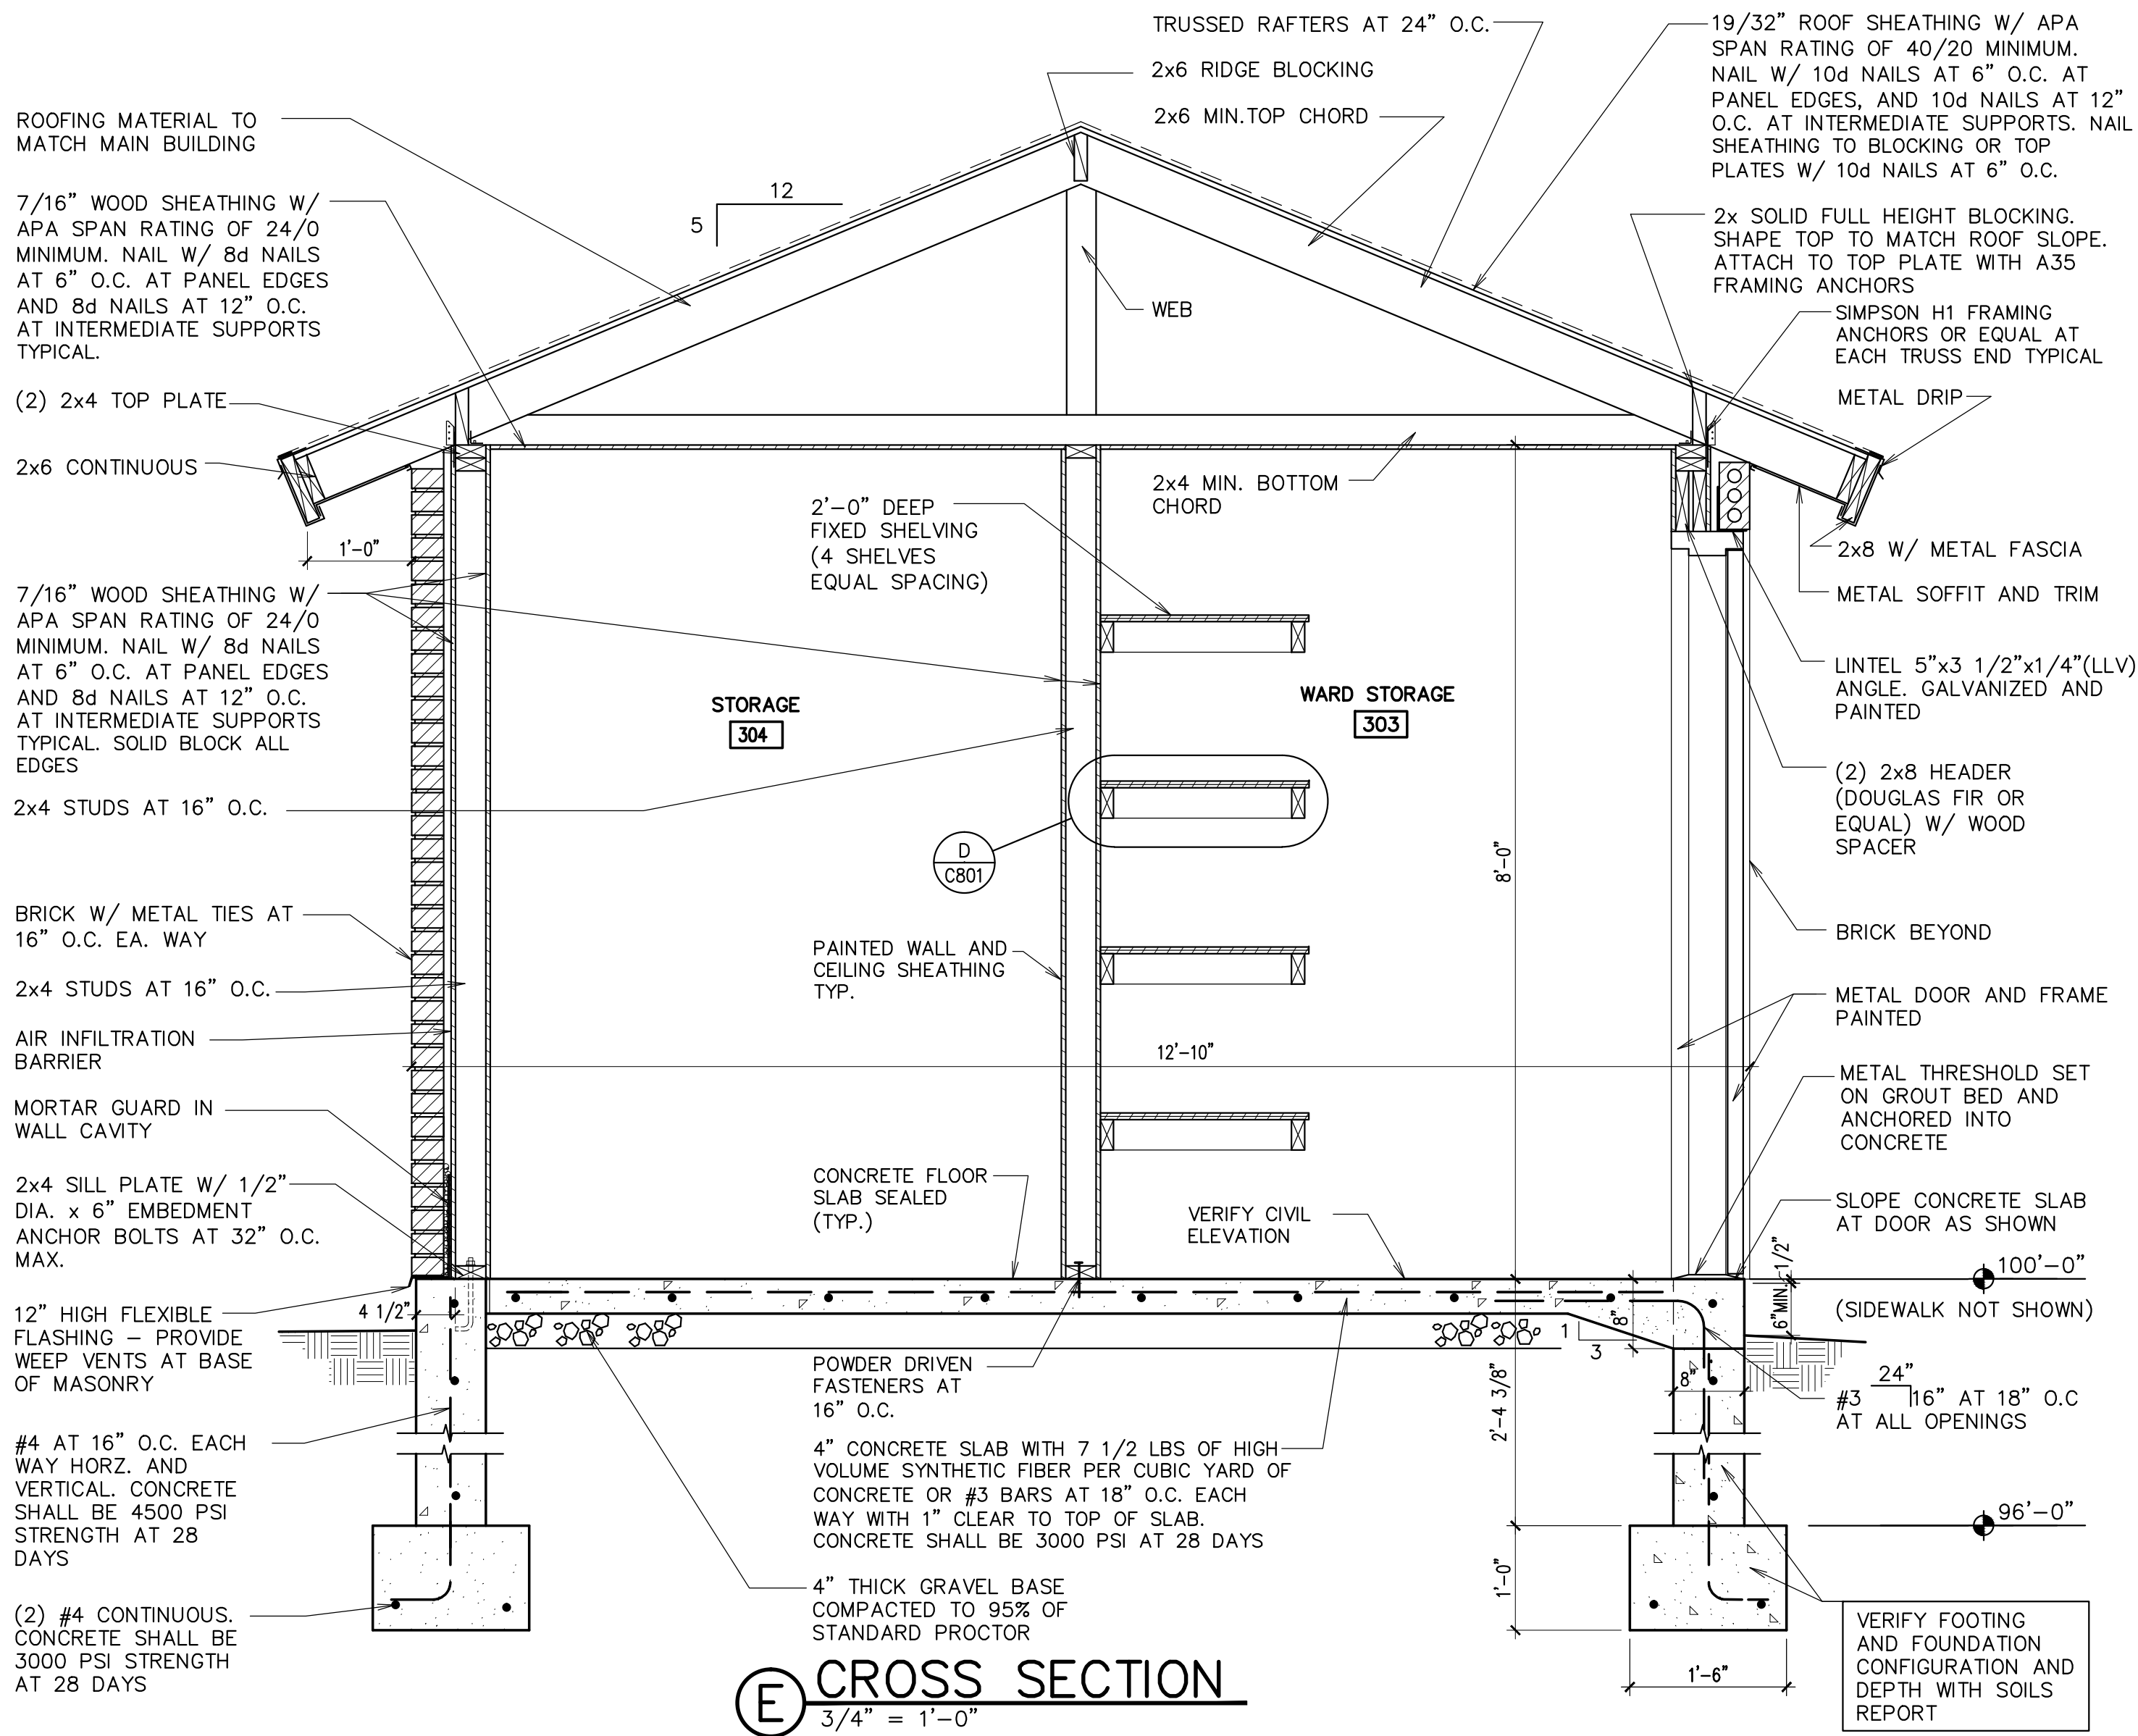 TRUSSED RAFTERS AT 24" O.C.
2x6 RIDGE BLOCKING
2x6 MIN.TOP CHORD
19/32" ROOF SHEATHING W/ APA
SPAN RATING OF 40/20 MINIMUM.
NAIL W/ 10d NAILS AT 6" O.C. AT
PANEL EDGES, AND 10d NAILS AT 12"
O.C. AT INTERMEDIATE SUPPORTS. NAIL
SHEATHING TO BLOCKING OR TOP
PLATES W/ 10d NAILS AT 6" O.C.
ROOFING MATERIAL TO
MATCH MAIN BUILDING
7/16" WOOD SHEATHING W/
APA SPAN RATING OF 24/0
MINIMUM. NAIL W/ 8d NAILS
AT 6" O.C. AT PANEL EDGES
AND 8d NAILS AT 12" O.C.
AT INTERMEDIATE SUPPORTS
TYPICAL.
12
5
WEB
2x SOLID FULL HEIGHT BLOCKING.
SHAPE TOP TO MATCH ROOF SLOPE.
ATTACH TO TOP PLATE WITH A35
FRAMING ANCHORS
SIMPSON H1 FRAMING
ANCHORS OR EQUAL AT
EACH TRUSS END TYPICAL
METAL DRIP
(2) 2x4 TOP PLATE
2x6 CONTINUOUS
1'-0"
2'-0" DEEP
FIXED SHELVING
(4 SHELVES
EQUAL SPACING)
2x4 MIN. BOTTOM
CHORD
2x8 W/ METAL FASCIA
METAL SOFFIT AND TRIM
7/16" WOOD SHEATHING W/
APA SPAN RATING OF 24/0
MINIMUM. NAIL W/ 8d NAILS
AT 6" O.C. AT PANEL EDGES
AND 8d NAILS AT 12" O.C.
AT INTERMEDIATE SUPPORTS
TYPICAL. SOLID BLOCK ALL
EDGES
STORAGE
304
WARD STORAGE
303
LINTEL 5"x3 1/2"x1/4"(LLV)
ANGLE. GALVANIZED AND
PAINTED
(2) 2x8 HEADER
(DOUGLAS FIR OR
EQUAL) W/ WOOD
SPACER
2x4 STUDS AT 16" O.C.
D
C801
8'-0"
BRICK W/ METAL TIES AT
16" O.C. EA. WAY
PAINTED WALL AND
CEILING SHEATHING
TYP.
BRICK BEYOND
2x4 STUDS AT 16" O.C.
METAL DOOR AND FRAME
PAINTED
AIR INFILTRATION
BARRIER
12'-10"
MORTAR GUARD IN
WALL CAVITY
METAL THRESHOLD SET
ON GROUT BED AND
ANCHORED INTO
CONCRETE
2x4 SILL PLATE W/ 1/2"
DIA. x 6" EMBEDMENT
ANCHOR BOLTS AT 32" O.C.
MAX.
CONCRETE FLOOR
SLAB SEALED
(TYP.)
VERIFY CIVIL
ELEVATION
SLOPE CONCRETE SLAB
AT DOOR AS SHOWN
1/2"
100'-0"
(SIDEWALK NOT SHOWN)
6"MIN.
8"
1
3
8"
4 1/2"
12" HIGH FLEXIBLE
FLASHING – PROVIDE
WEEP VENTS AT BASE
OF MASONRY
POWDER DRIVEN
FASTENERS AT
16" O.C.
2'-4 3/8"
24"
#3 16" AT 18" O.C
AT ALL OPENINGS
#4 AT 16" O.C. EACH
WAY HORZ. AND
VERTICAL. CONCRETE
SHALL BE 4500 PSI
STRENGTH AT 28
DAYS
4" CONCRETE SLAB WITH 7 1/2 LBS OF HIGH
VOLUME SYNTHETIC FIBER PER CUBIC YARD OF
CONCRETE OR #3 BARS AT 18" O.C. EACH
WAY WITH 1" CLEAR TO TOP OF SLAB.
CONCRETE SHALL BE 3000 PSI AT 28 DAYS
96'-0"
1'-0"
4" THICK GRAVEL BASE
COMPACTED TO 95% OF
STANDARD PROCTOR
(2) #4 CONTINUOUS.
CONCRETE SHALL BE
3000 PSI STRENGTH
AT 28 DAYS
1'-6"
VERIFY FOOTING
AND FOUNDATION
CONFIGURATION AND
DEPTH WITH SOILS
REPORT
E
CROSS SECTION
3/4" = 1'-0"